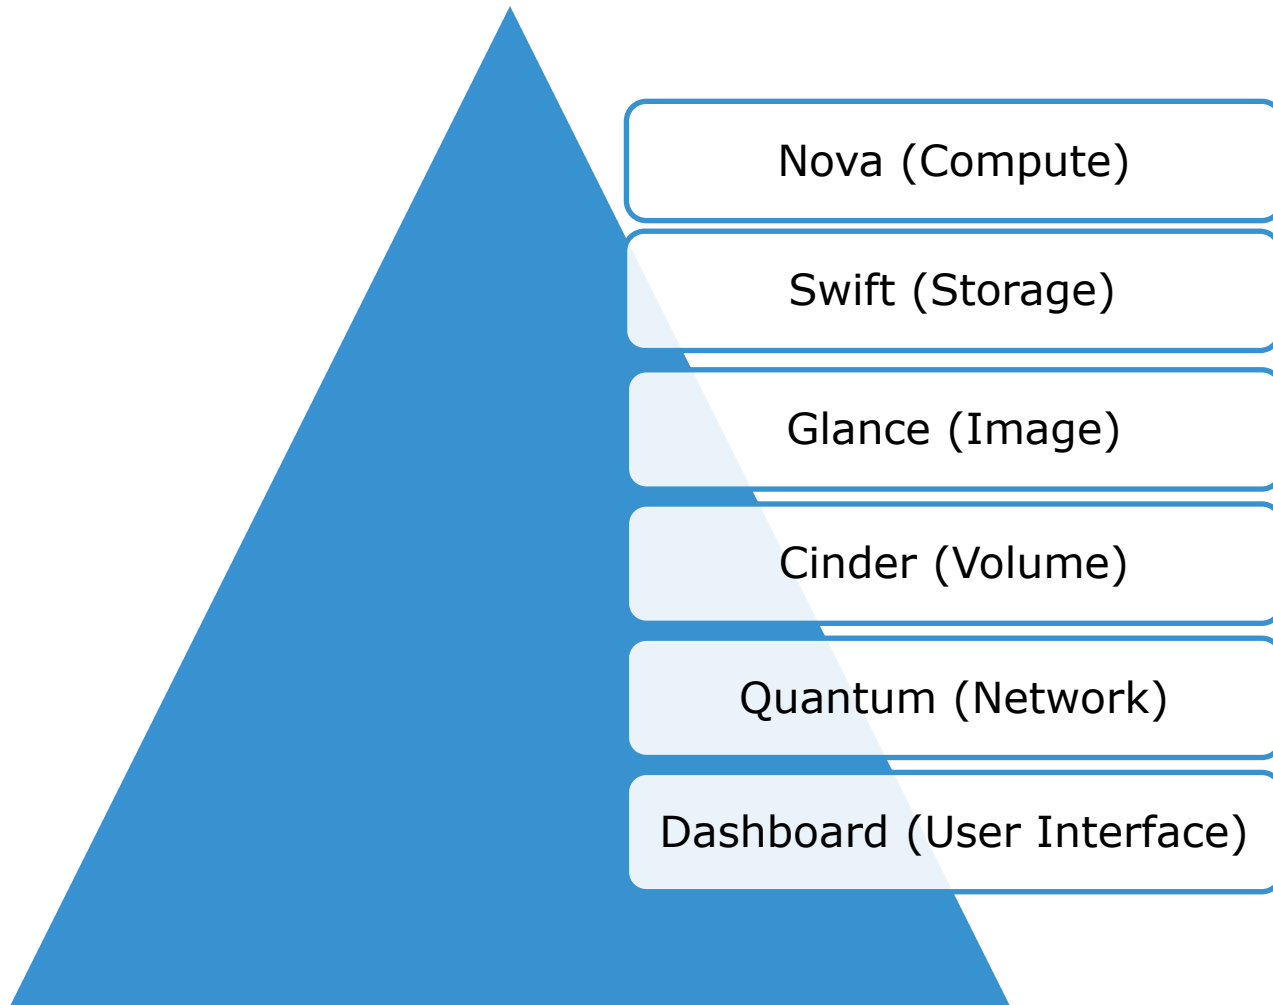 Nova (Compute)
Swift (Storage)
Glance (Image)
Cinder (Volume)
Quantum (Network)
Dashboard (User Interface)